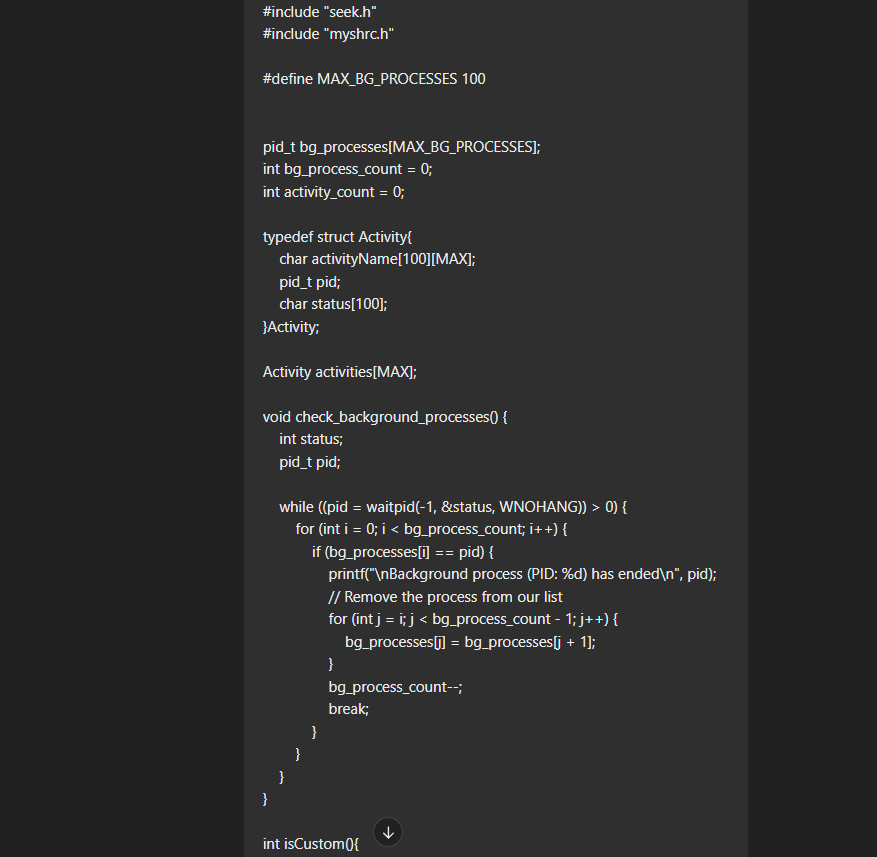 #include "seek.h"
#include "myshrc.h"
#define MAX_BG_PROCESSES 100
pid_t bg_processes[MAX_BG_PROCESSES];
int bg_process_count = 0;
int activity_count = 0;
typedef struct Activity{
char activityName[100][MAX];
pid_t pid;
char status[100];
}Activity;
Activity activities[MAX];
void check_background_processes() {
int status;
pid_t pid;
while ((pid = waitpid(-1, &status, WNOHANG)) > 0) {
for (int i = 0; i < bg_process_count; i++) {
if (bg_processes[i] == pid) {
printf("\nBackground process (PID: %d) has ended\n", pid);
// Remove the process from our list
for (int j = i; j < bg_process_count - 1; j++) {
bg_processes[j] = bg_processes[j + 1];
}
bg_process_count--;
break;
}
}
}
}
int isCustom(){